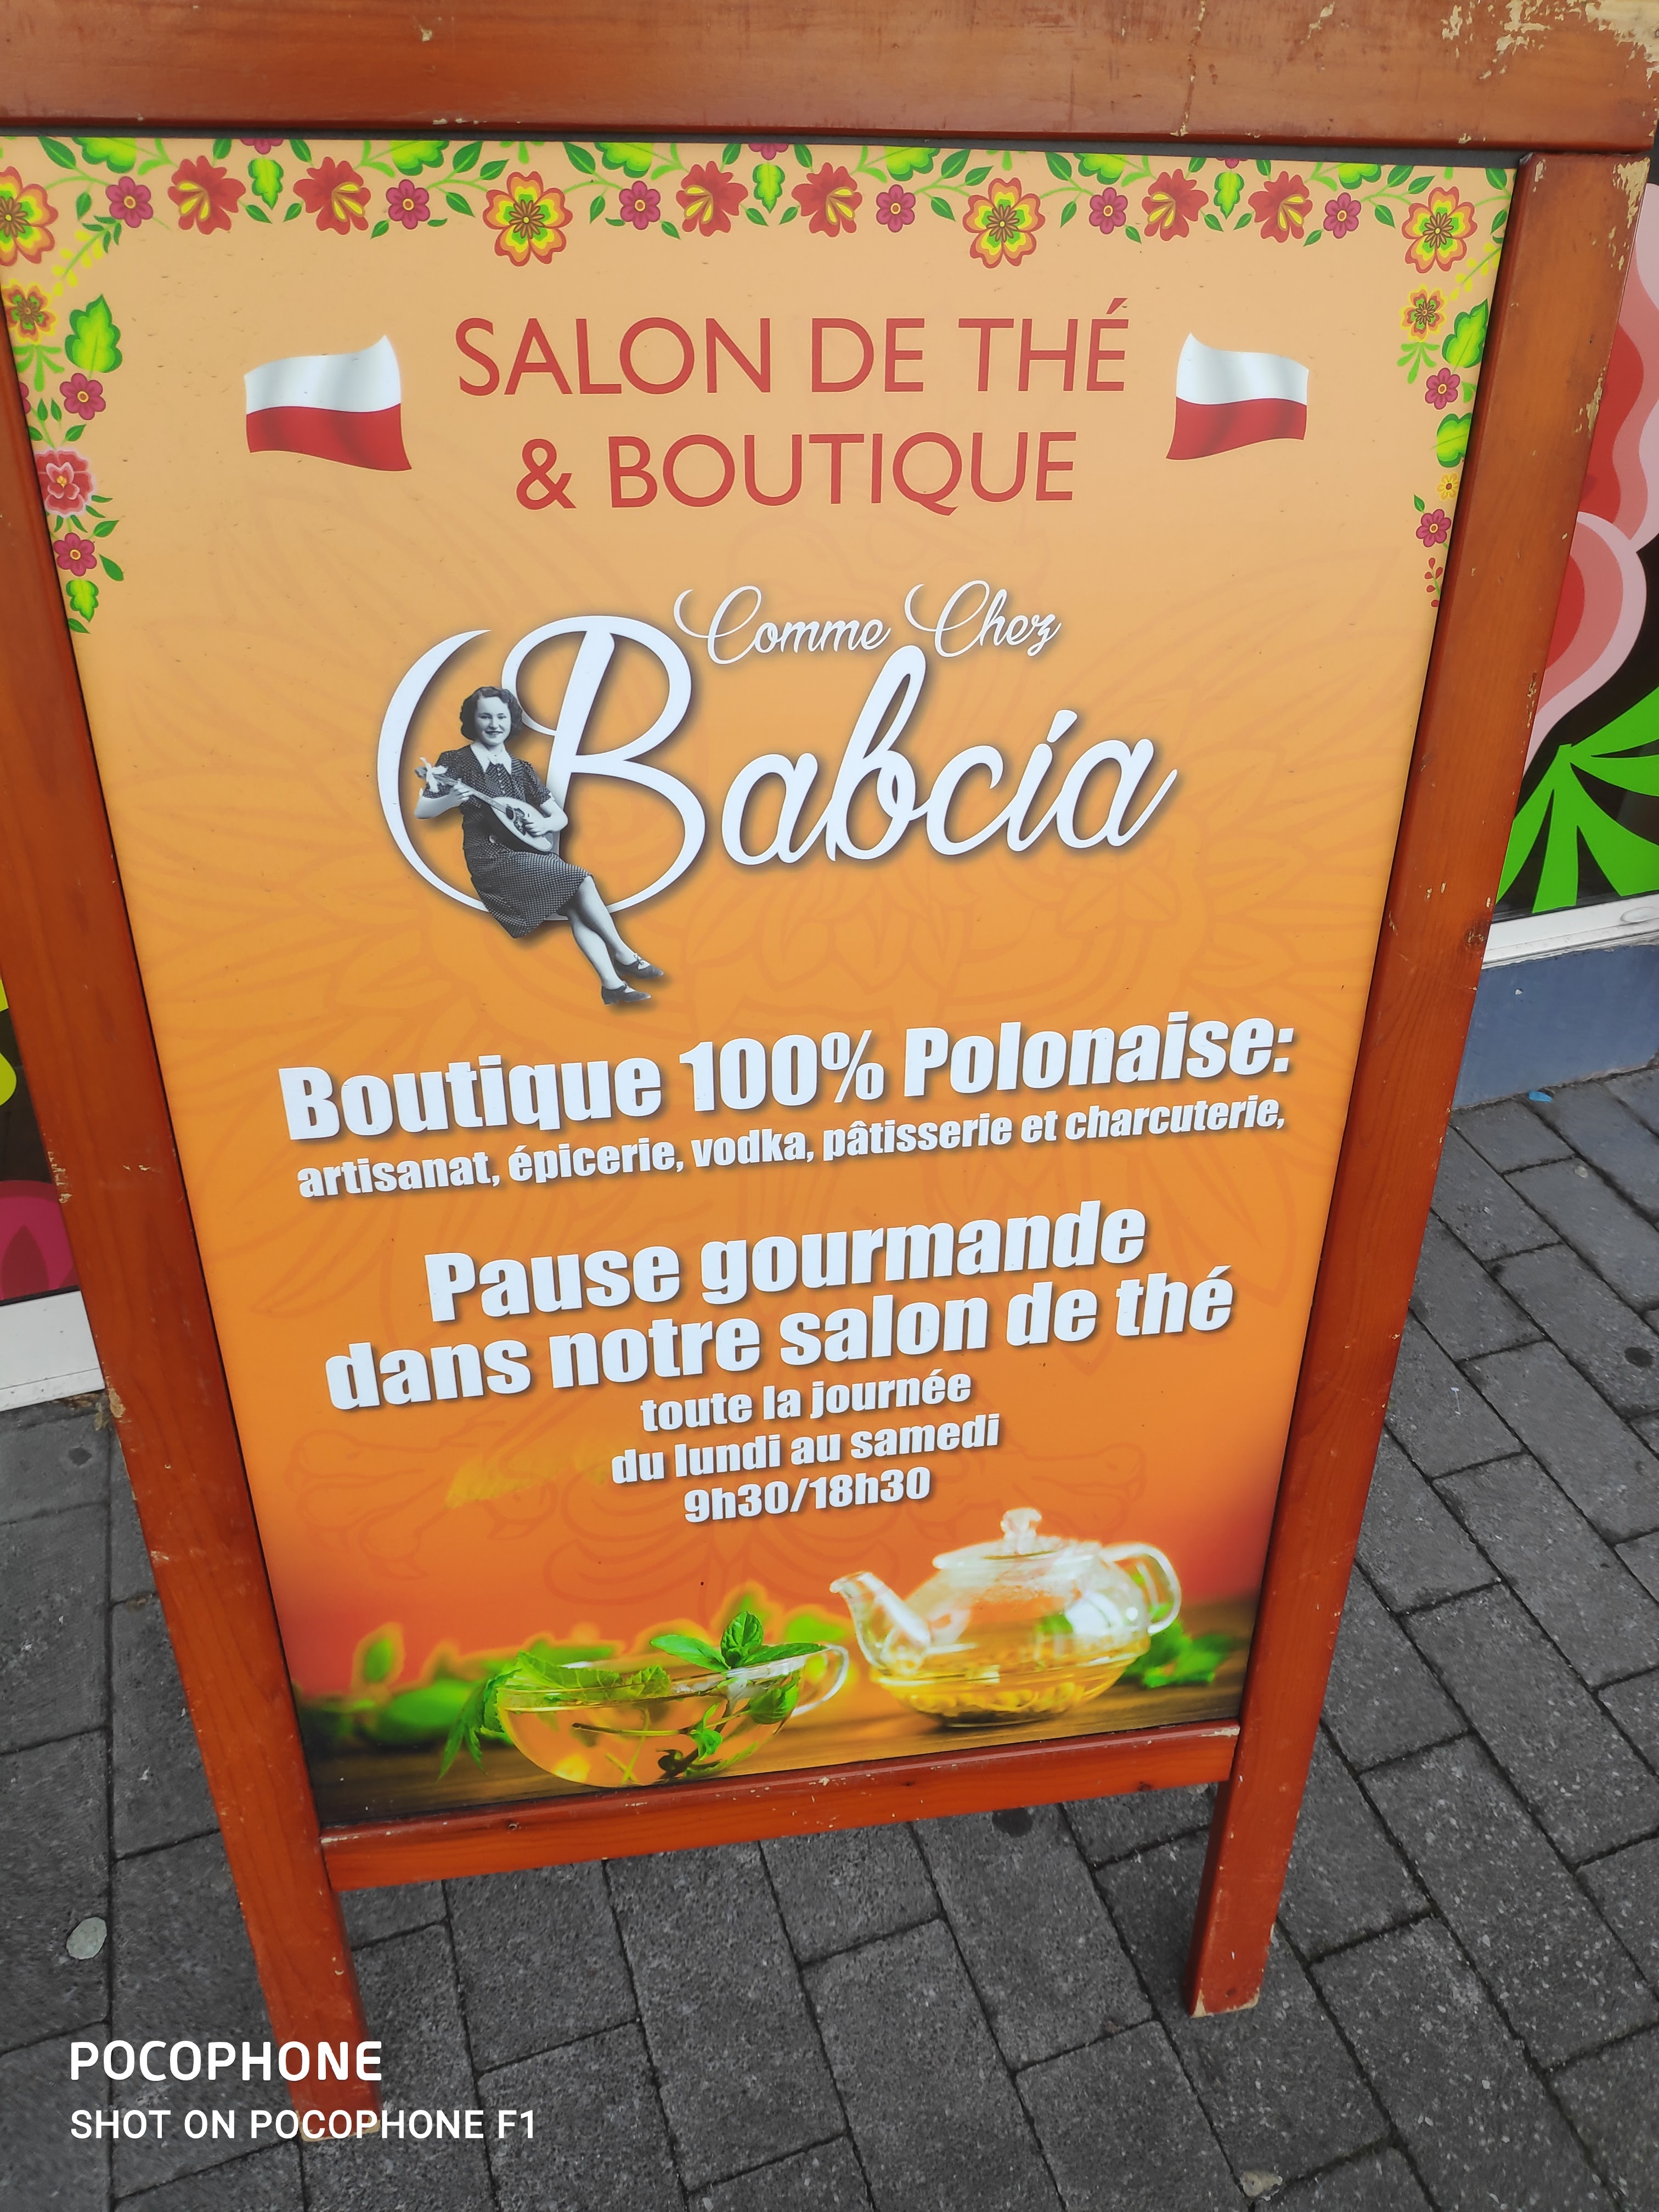 SALON DE THÉ
& BOUTIQUE
Comme Chez
Babcia
Boutique 100% Polonaise:
artisanat, épicerie, vodka, pâtisserie et charcuterie,
Pause gourmande
dans notre salon de thé
toute la journée
du lundi au samedi
9h30/18h30
POCOPHONE
SHOT ON POCOPHONE F1